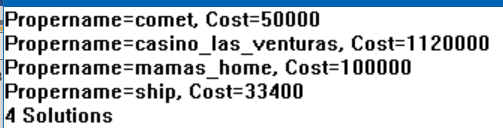 Propername=comet, Cost=50000
Propername=casino_las_venturas, Cost=1120000
Propername=mamas_home, Cost=100000
Propername=ship, Cost=33400
4 Solutions